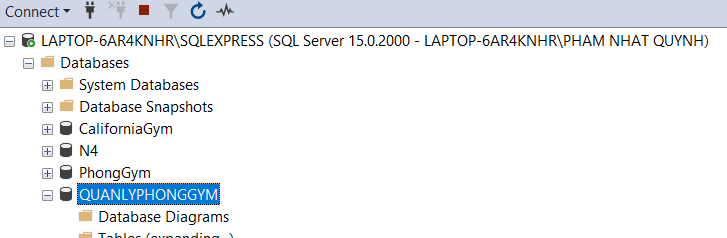 Connect
LAPTOP-6AR4KNHR\SQLEXPRESS (SQL Server 15.0.2000 - LAPTOP-6AR4KNHR\PHAM NHAT QUYNH)
Databases
System Databases
Database Snapshots
CaliforniaGym
N4
PhongGym
QUANLYPHONGGYM
Database Diagrams
Tables (expanding...)